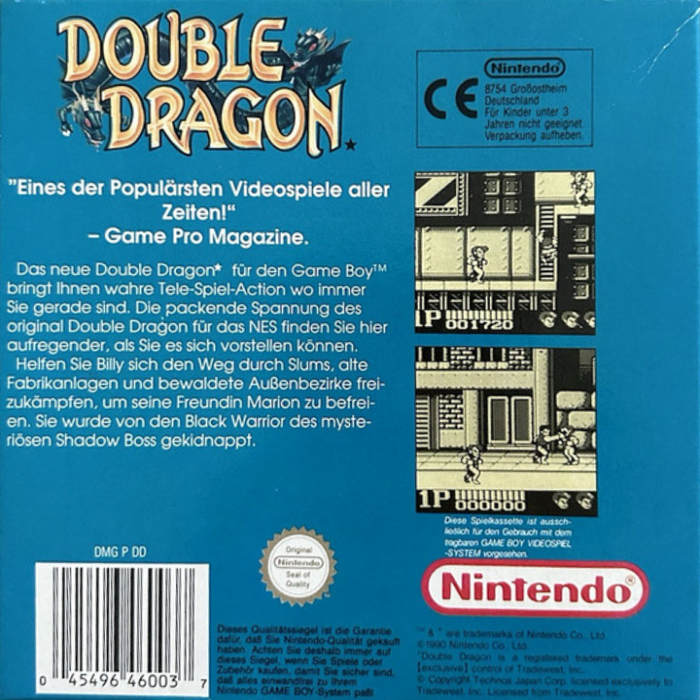 DOUBLE
DRAGON
"Eines der Populärsten Videospiele aller
Zeiten!"
– Game Pro Magazine.
Das neue Double Dragon★ für den Game Boy™
bringt Ihnen wahre Tele-Spiel-Action wo immer
Sie gerade sind. Die packende Spannung des
original Double Dragon für das NES finden Sie hier
aufregender, als Sie es sich vorstellen können.
Helfen Sie Billy sich den Weg durch Slums, alte
Fabrikanlagen und bewaldete Außenbezirke frei-
zukämpfen, um seine Freundin Marion zu befrei-
en. Sie wurde von den Black Warrior des myste-
riösen Shadow Boss gekidnappt.
DMG P DD
0 45496 46003 7
Original
Nintendo
Seal of
Quality
Dieses Qualitätssiegel ist die Garantie
dafür, daß Sie Nintendo-Qualität gekauft
haben. Achten Sie deshalb immer auf
dieses Siegel, wenn Sie Spiele oder
Zubehör kaufen, damit Sie sicher sind,
daß alles einwandfrei zu Ihrem
Nintendo GAME BOY-System paßt
CE
Nintendo
8754 Großostheim
Deutschland
Für Kinder unter 3
Jahren nicht geeignet
Verpackung aufheben.
1P 001720
1P 000000
Diese Spielkassette ist aussch-
ließlich für den Gebrauch mit dem
tragbaren GAME BOY VIDEOSPIEL
-SYSTEM vorgesehen.
Nintendo®
™ & ® are trademarks of Nintendo Co., Ltd
© 1990 Nintendo Co., Ltd.
"Double Dragon is a registered trademark under the
(exclusive) control of Tradewest, Inc.
© Copyright Technos Japan Corp. licensed exclusively to
Tradewest, Inc. Licensed from Tradewest, Inc.